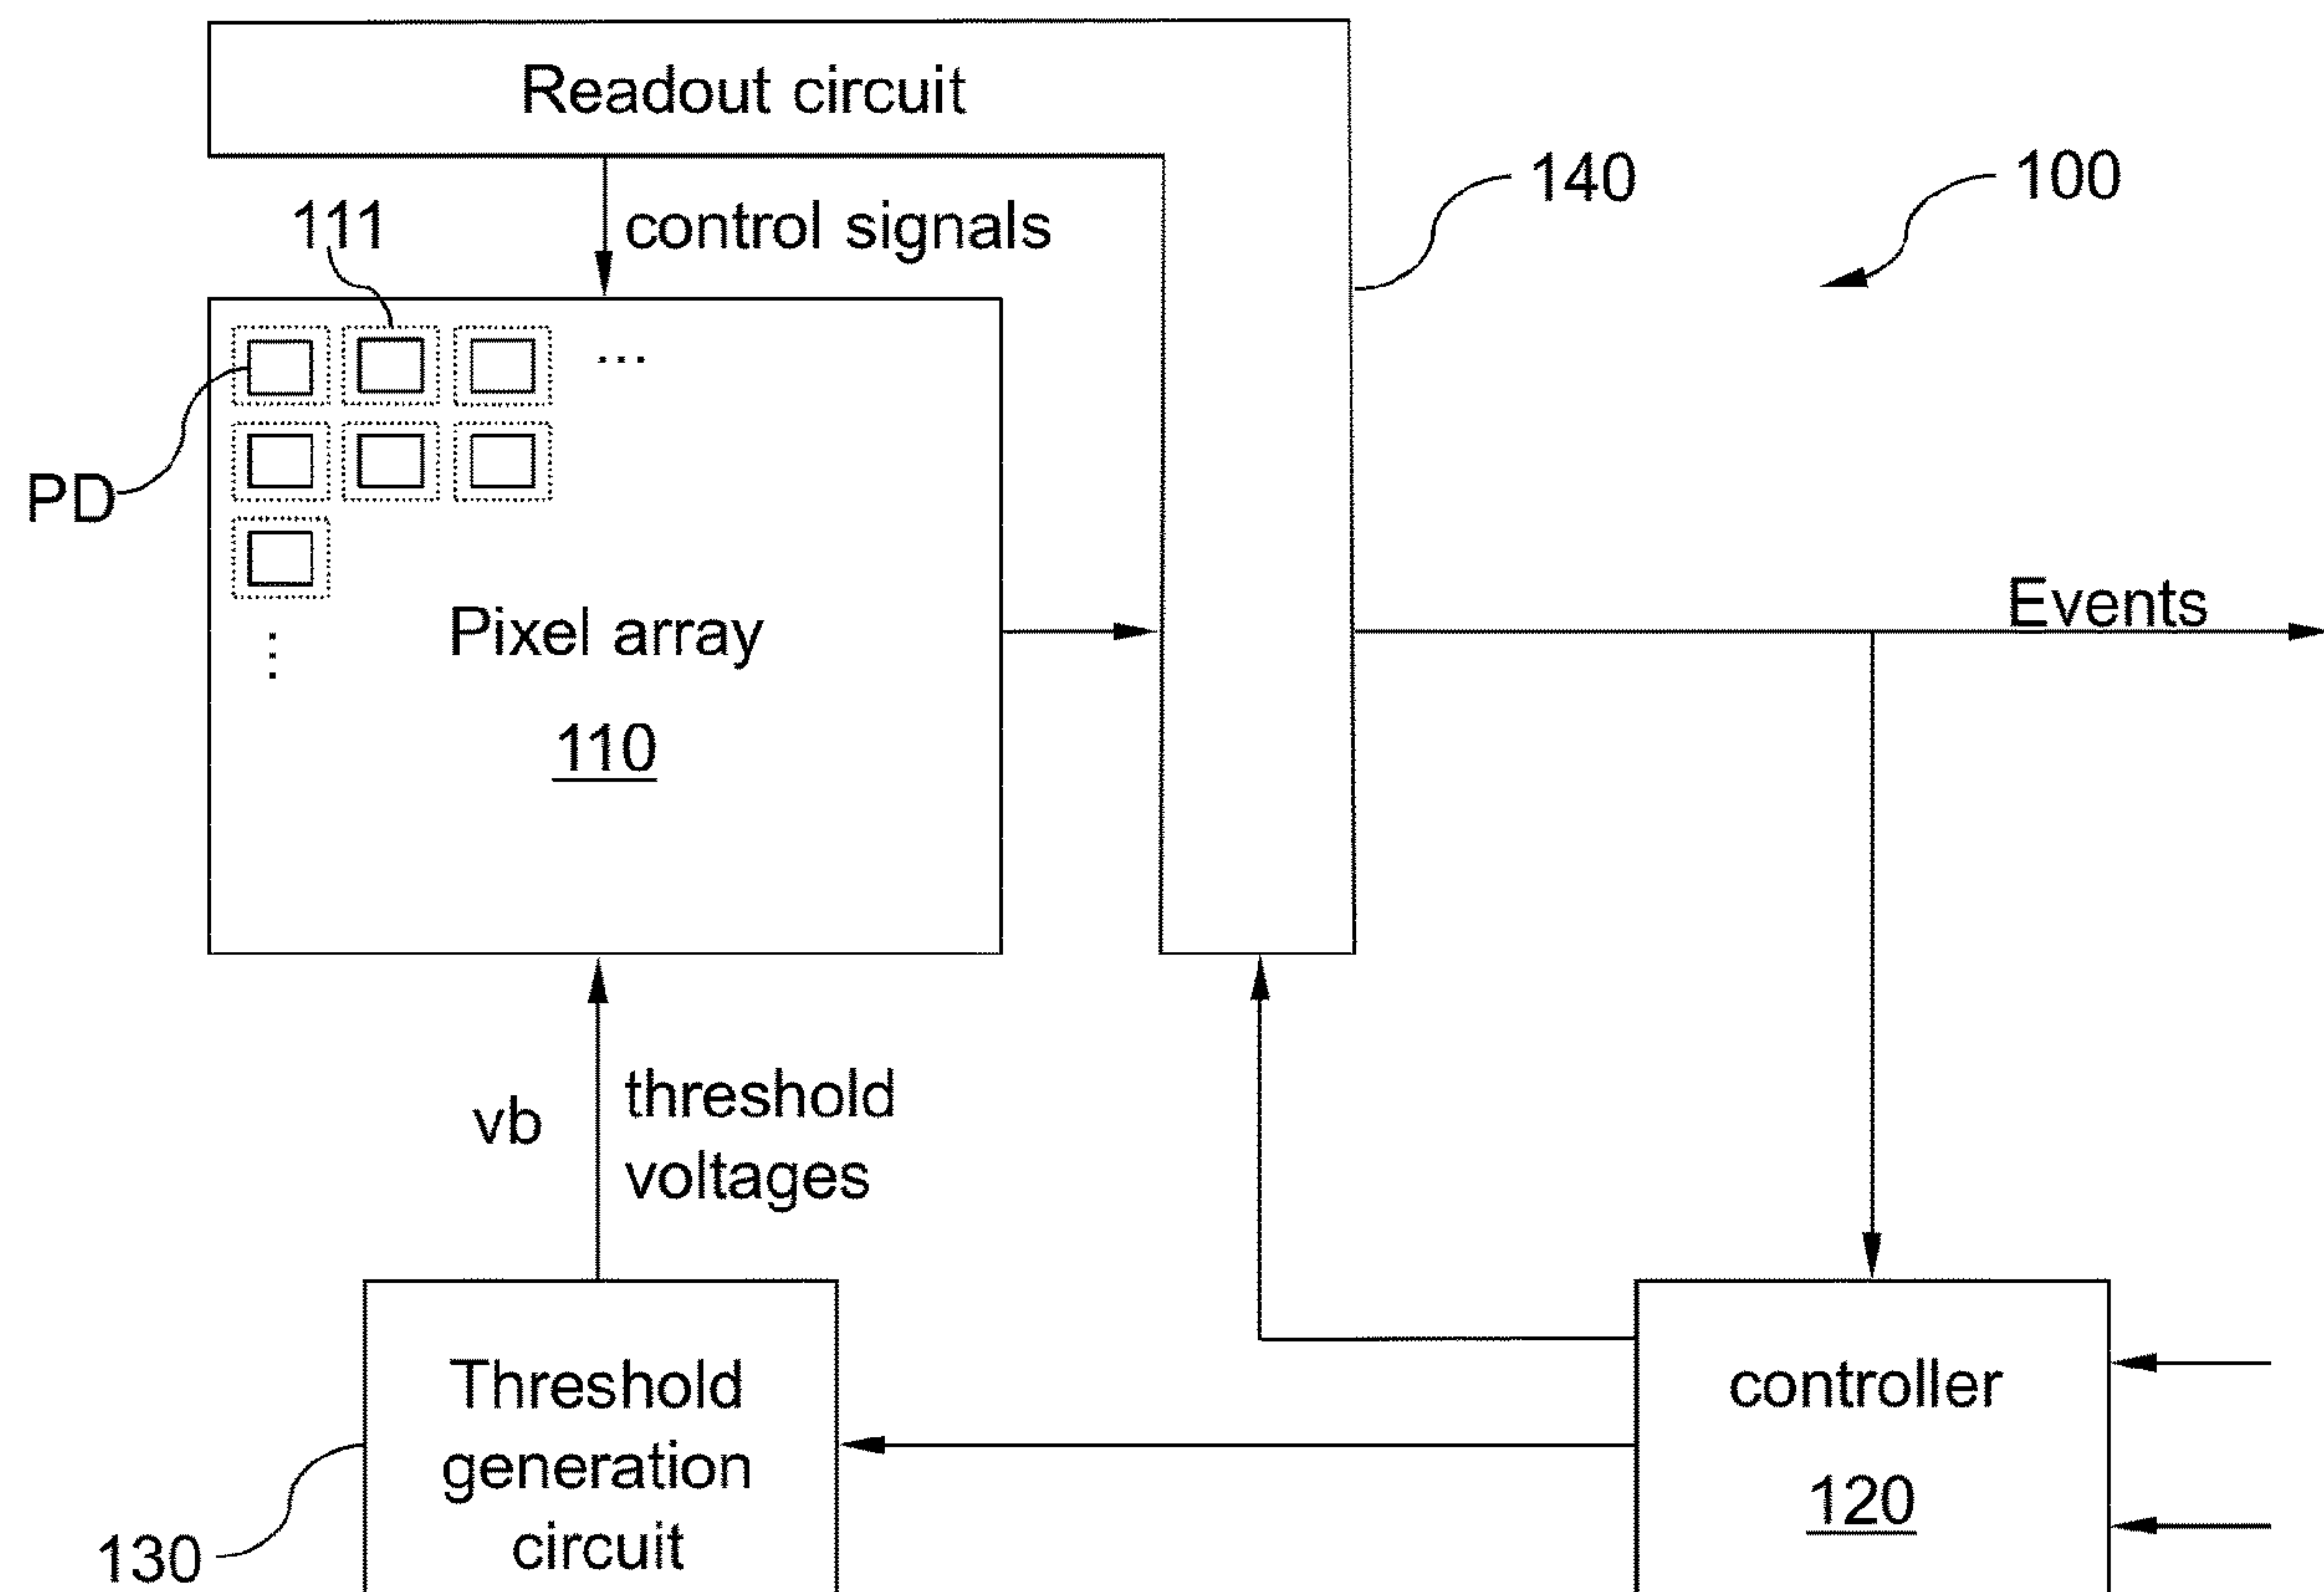 Readout circuit
140
100
111
control signals
...
PD
Events
Pixel array
110
vb
threshold
voltages
Threshold
generation
circuit
controller
120
130